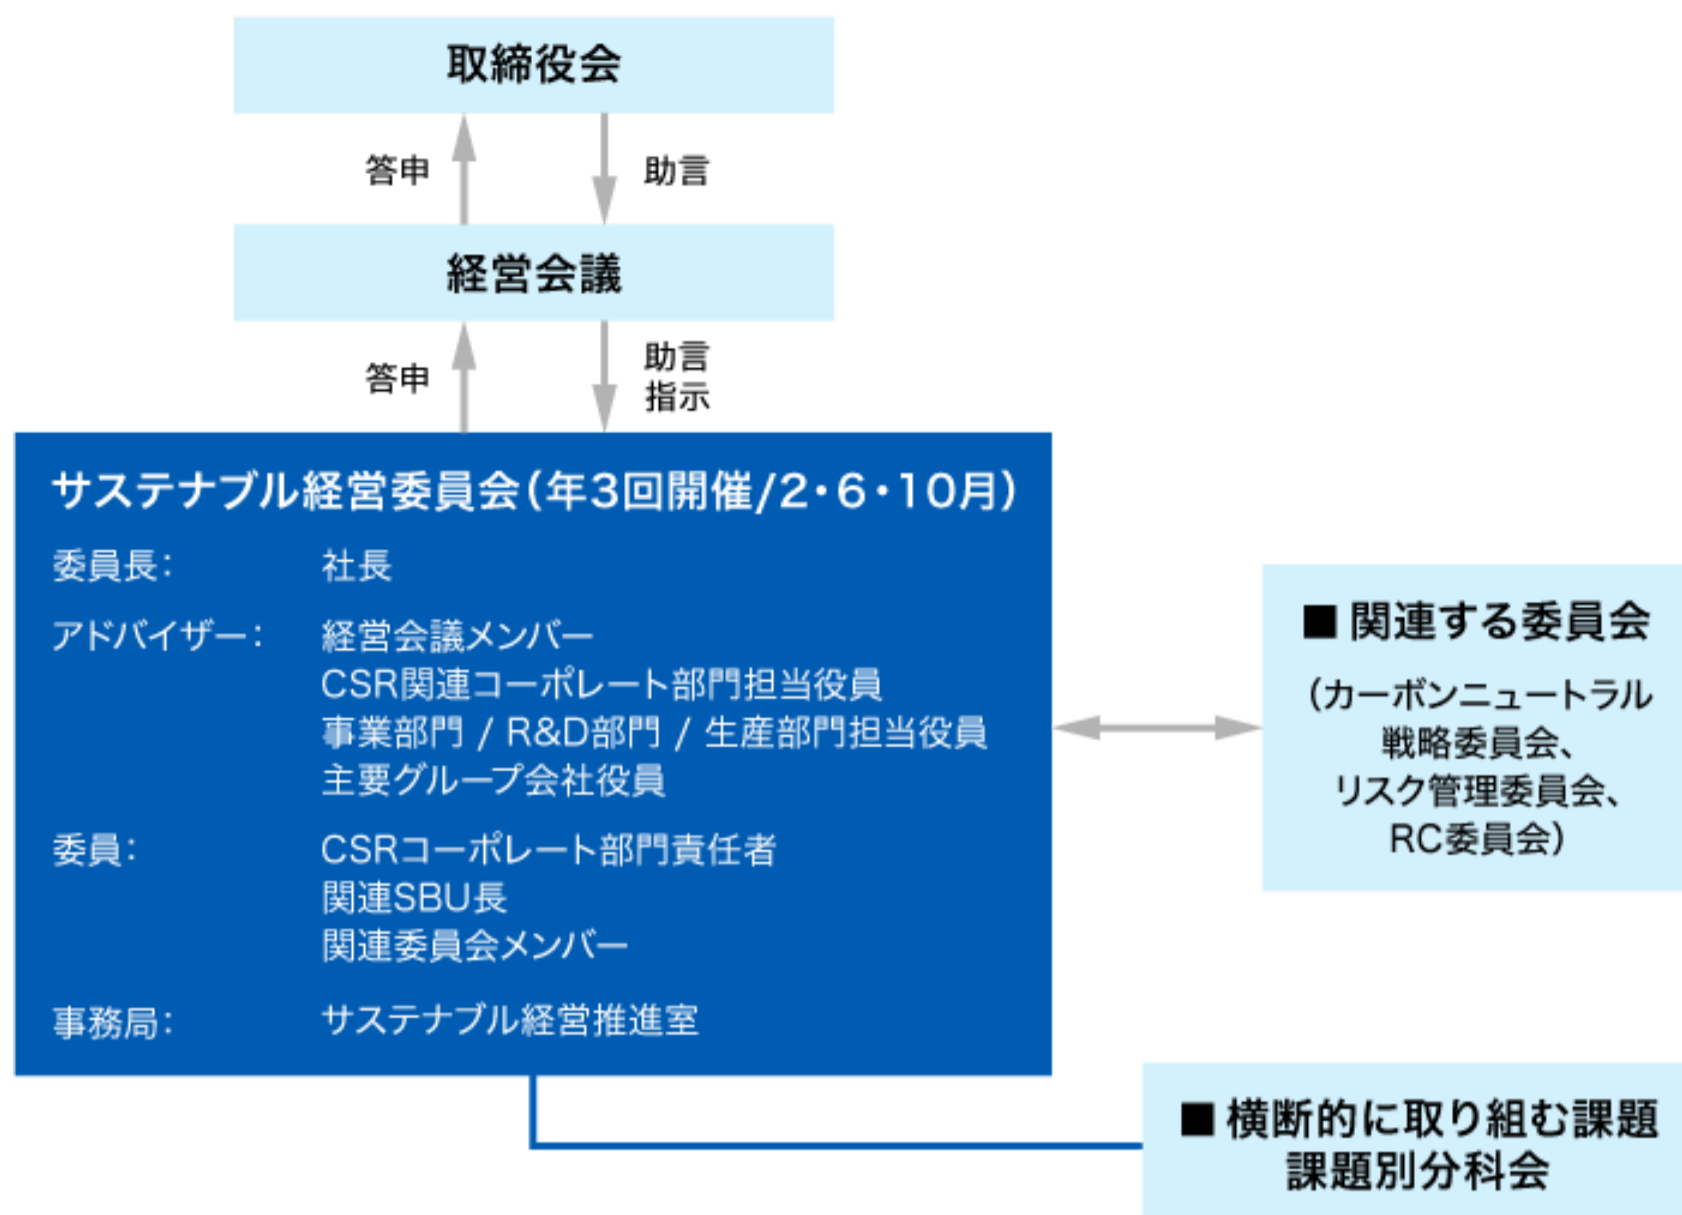 取締役会
答申
助言
経営会議
答申
助言
指示
サステナブル経営委員会(年3回開催/2・6・10月)
委員長: 社長
アドバイザー: 経営会議メンバー
CSR関連コーポレート部門担当役員
事業部門 / R&D部門 / 生産部門担当役員
主要グループ会社役員
委員: CSRコーポレート部門責任者
関連SBU長
関連委員会メンバー
事務局: サステナブル経営推進室
■ 関連する委員会
(カーボンニュートラル
戦略委員会、
リスク管理委員会、
RC委員会)
■ 横断的に取り組む課題
課題別分科会